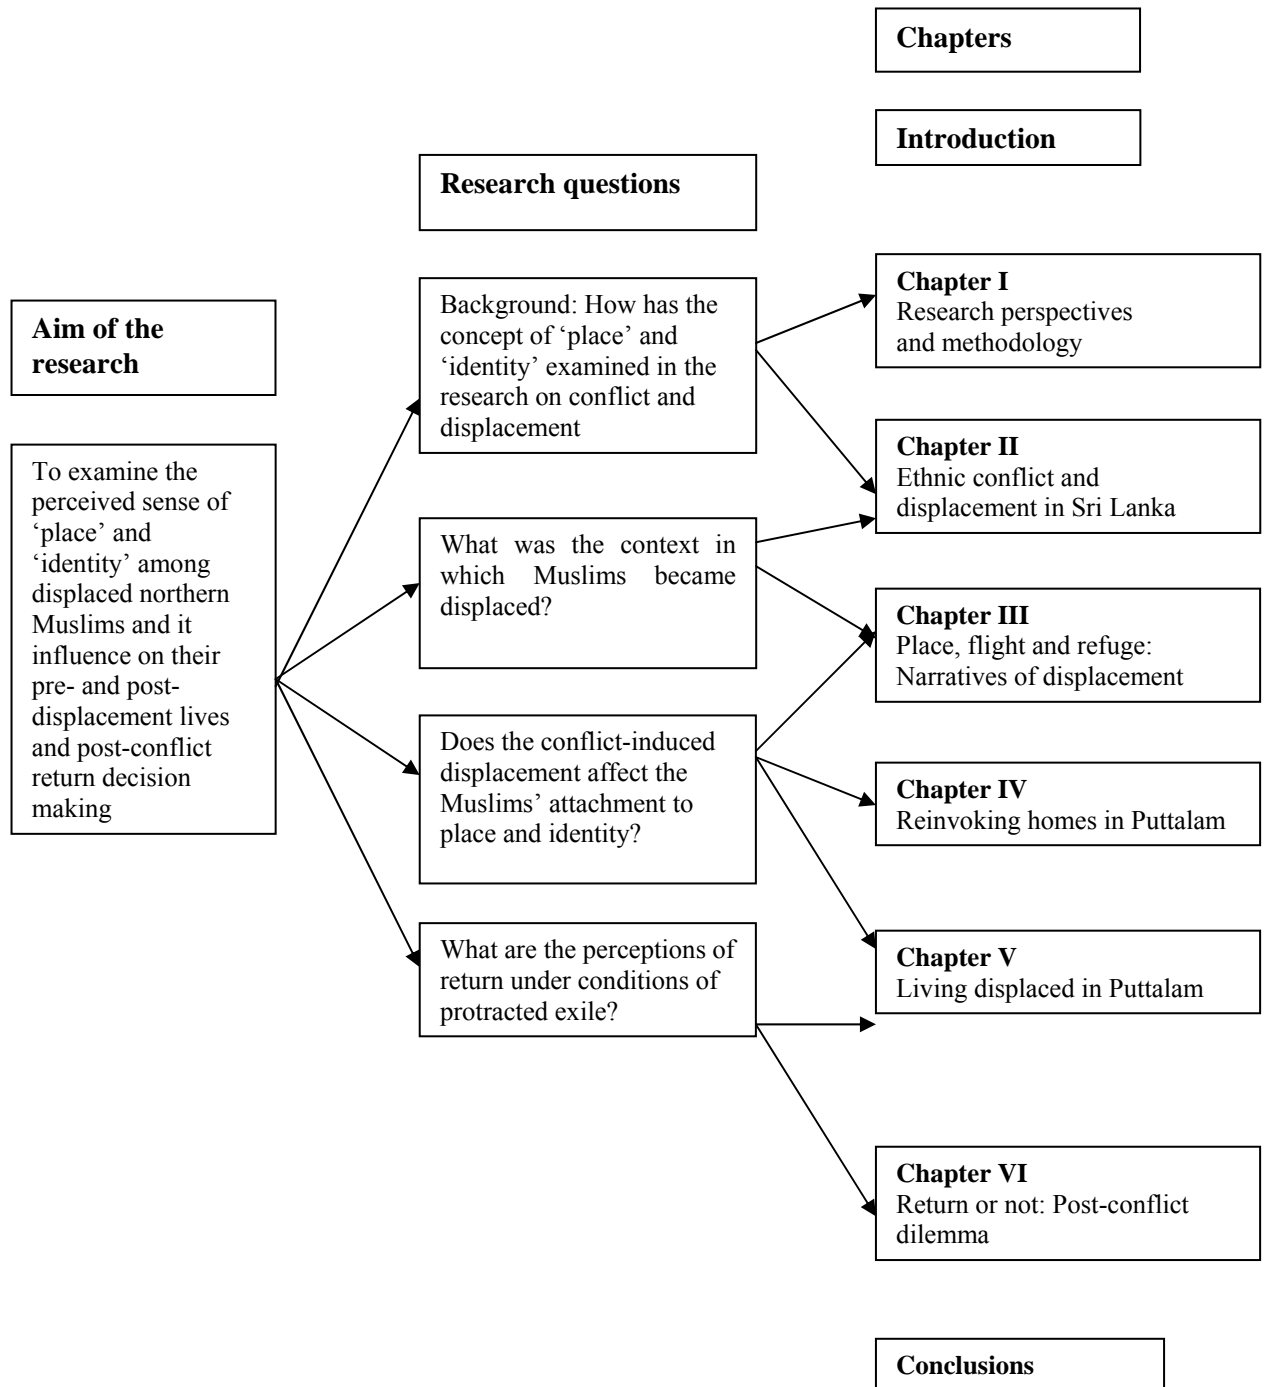 Aim of the
research
To examine the
perceived sense of
‘place’ and
‘identity’ among
displaced northern
Muslims and it
influence on their
pre- and post-
displacement lives
and post-conflict
return decision
making
Research questions
Background: How has the
concept of ‘place’ and
‘identity’ examined in the
research on conflict and
displacement
What was the context in
which Muslims became
displaced?
Does the conflict-induced
displacement affect the
Muslims’ attachment to
place and identity?
What are the perceptions of
return under conditions of
protracted exile?
Chapters
Introduction
Chapter I
Research perspectives
and methodology
Chapter II
Ethnic conflict and
displacement in Sri Lanka
Chapter III
Place, flight and refuge:
Narratives of displacement
Chapter IV
Reinvoking homes in Puttalam
Chapter V
Living displaced in Puttalam
Chapter VI
Return or not: Post-conflict
dilemma
Conclusions